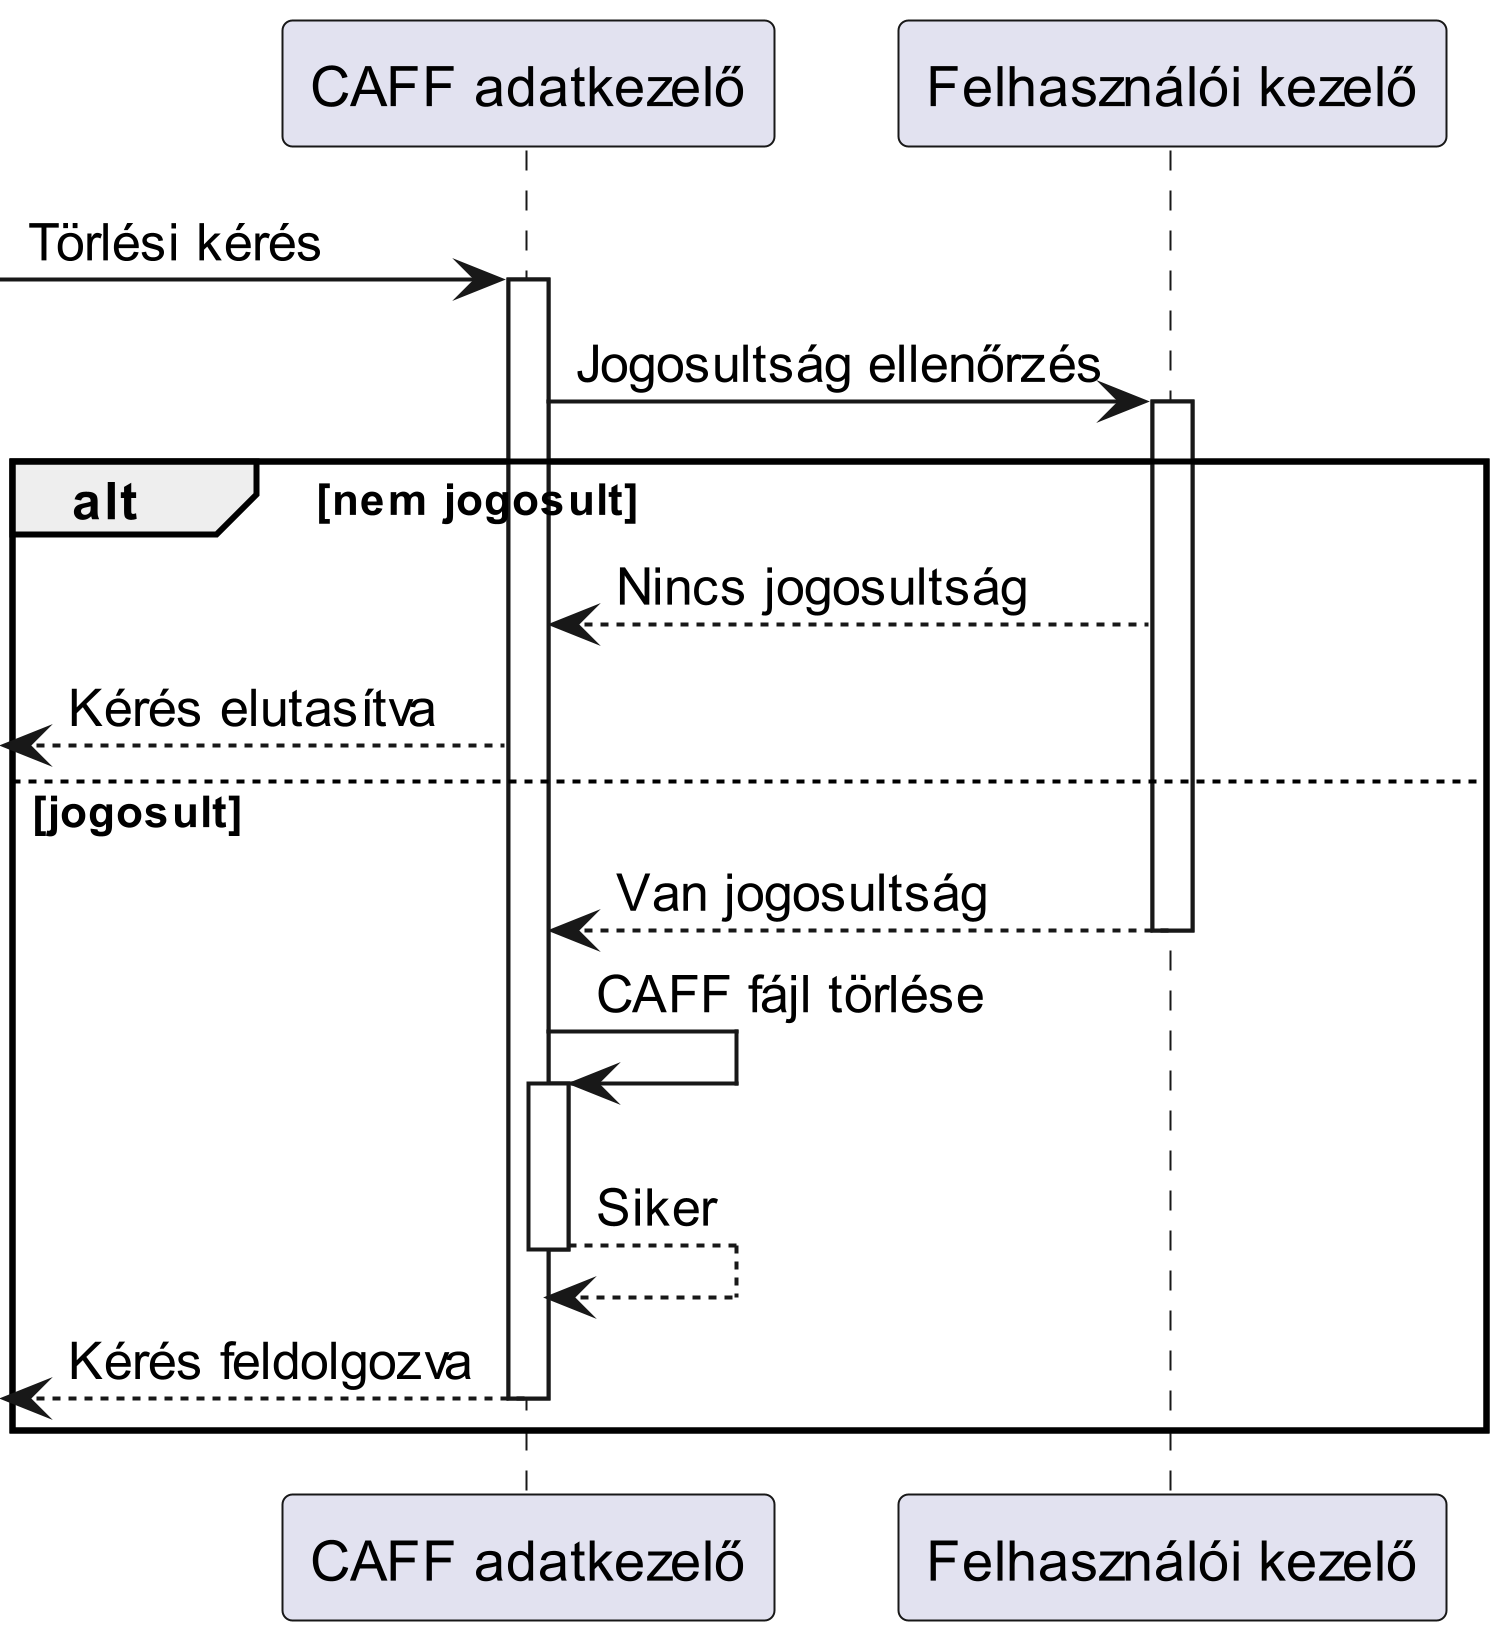 CAFF adatkezelő
Felhasználói kezelő
Törlési kérés
Jogosultság ellenőrzés
alt
[nem jogosult]
Nincs jogosultság
Kérés elutasítva
[jogosult]
Van jogosultság
CAFF fájl törlése
Siker
Kérés feldolgozva
CAFF adatkezelő
Felhasználói kezelő